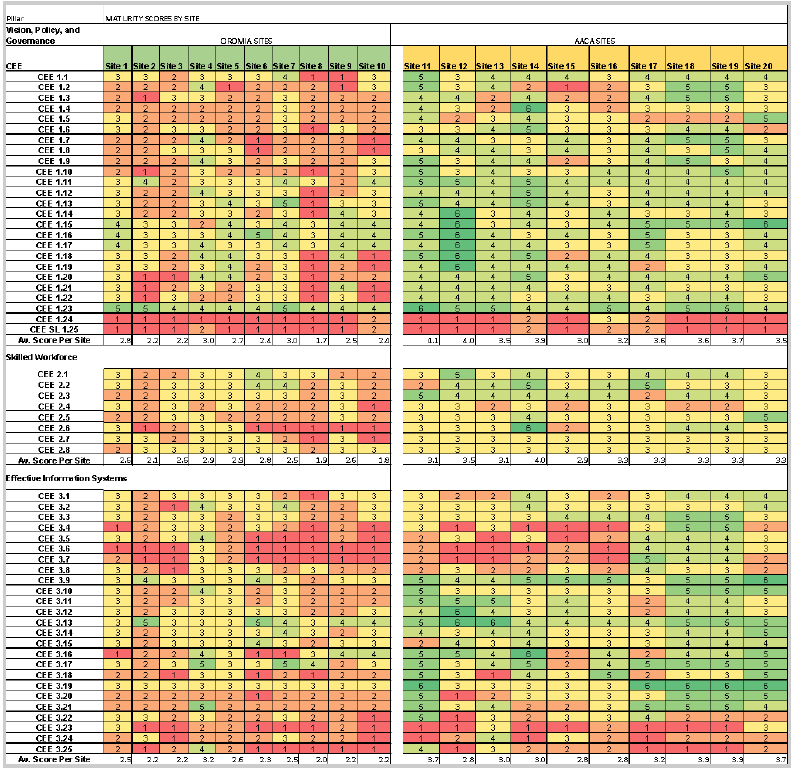 Pillar MATURITY SCORES BY SITE
Vision, Policy, and
Governance OROMIA SITES AACA SITES
CEE Site 1 Site 2 Site 3 Site 4 Site 5 Site 6 Site 7 Site 8 Site 9 Site 10 Site 11 Site 12 Site 13 Site 14 Site 15 Site 16 Site 17 Site 18 Site 19 Site 20
CEE 1.1 3 3 2 3 3 3 4 1 1 3 5 3 4 4 3 3 4 4 4 4
CEE 1.2 2 2 2 4 1 2 2 2 1 3 5 3 4 2 1 2 3 5 5 3
CEE 1.3 2 1 3 3 2 2 3 2 2 2 4 4 2 4 2 2 4 5 5 3
CEE 1.4 2 2 2 2 2 2 3 2 2 2 4 3 2 6 3 2 3 3 3 3
CEE 1.5 3 2 2 2 2 2 3 2 2 2 4 2 3 3 3 3 2 2 2 5
CEE 1.6 3 2 3 3 2 2 3 1 3 2 3 3 4 5 3 3 3 4 4 2
CEE 1.7 2 2 2 4 2 1 2 2 2 1 4 3 4 4 3 3 4 5 5 3
CEE 1.8 2 2 3 3 3 1 2 2 2 1 3 4 4 3 4 3 3 3 5 4
CEE 1.9 2 2 2 4 3 2 2 2 2 3 5 3 4 3 2 3 4 5 3 4
CEE 1.10 2 1 2 3 2 2 2 1 2 3 5 3 4 3 3 4 4 4 5 4
CEE 1.11 3 4 2 3 3 3 4 3 2 4 5 5 4 5 4 3 4 4 4 4
CEE 1.12 3 2 2 4 3 3 3 1 2 3 4 4 4 5 4 3 4 4 4 3
CEE 1.13 3 2 2 3 4 3 5 1 3 4 5 4 3 4 4 3 4 4 4 4
CEE 1.14 3 2 2 3 3 2 3 1 4 3 4 6 3 4 3 4 3 3 4 3
CEE 1.15 4 3 3 2 4 3 4 3 3 4 4 6 4 3 4 4 5 5 5 6
CEE 1.16 4 3 3 3 4 5 4 3 3 4 4 6 4 3 3 4 5 3 3 4
CEE 1.17 4 3 3 4 3 3 4 3 4 4 4 6 4 4 3 3 5 3 3 4
CEE 1.18 3 3 2 4 4 3 3 1 4 1 4 6 4 5 2 4 3 3 3 3
CEE 1.19 3 3 2 4 3 2 3 1 2 1 4 6 4 4 4 4 2 3 3 4
CEE 1.20 3 1 1 4 4 2 3 1 2 2 4 4 4 5 3 4 3 4 4 5
CEE 1.21 3 1 2 3 2 3 3 1 4 1 4 3 3 4 3 3 4 4 4 3
CEE 1.22 3 1 3 2 2 3 3 1 3 1 4 4 4 3 3 3 4 4 4 3
CEE 1.23 5 5 4 4 4 4 5 4 4 4 6 5 5 4 4 5 4 5 5 4
CEE 1.24 1 1 1 1 1 1 1 1 1 2 1 1 1 2 1 3 2 1 1 1
CEE SL 1.25 1 1 1 2 1 1 1 1 1 2 1 1 1 2 1 2 2 1 1 1
Av. Score Per Site 2.8 2.2 2.2 3.0 2.7 2.4 3.0 1.5 2.5 2.4 4.1 4.0 3.5 3.9 3.0 3.2 3.6 3.6 3.7 3.5
Skilled Workforce
CEE 2.1 3 2 2 3 3 4 3 3 2 2 3 5 3 4 3 3 4 3 3 3
CEE 2.2 3 2 2 3 3 4 4 2 3 2 2 4 4 5 3 4 5 3 3 3
CEE 2.3 2 2 3 3 3 3 3 2 3 2 3 3 4 4 4 4 2 4 4 3
CEE 2.4 3 2 3 2 3 2 2 2 3 1 3 3 2 3 2 3 3 2 2 3
CEE 2.5 2 2 3 3 2 2 2 2 3 2 3 3 3 4 3 3 3 3 3 5
CEE 2.6 3 1 2 3 1 1 1 1 1 1 3 3 3 6 2 3 3 3 3 3
CEE 2.7 3 3 2 3 3 3 2 1 3 1 3 3 3 3 3 3 3 3 3 3
CEE 2.8 2 3 3 3 3 3 3 2 3 3 3 3 3 3 3 3 3 3 3 3
Av. Score Per Site 2.6 2.1 2.6 2.9 2.9 2.8 2.5 1.9 2.6 1.8 3.1 3.5 3.1 4.0 2.9 3.3 3.3 3.3 3.3 3.3
Effective Information Systems
CEE 3.1 3 2 3 3 3 3 2 1 3 3 3 2 2 4 3 2 3 4 4 4
CEE 3.2 3 2 1 4 3 3 4 2 3 3 3 3 3 4 3 3 3 4 4 4
CEE 3.3 3 2 3 3 2 3 3 2 3 3 3 3 3 3 4 4 4 5 5 3
CEE 3.4 1 2 3 3 2 1 2 1 2 1 3 1 3 1 1 1 3 5 5 2
CEE 3.5 3 2 3 4 2 1 1 1 2 1 2 3 1 3 1 2 4 4 4 3
CEE 3.6 1 1 1 3 2 1 1 1 1 1 2 1 1 1 2 1 4 4 4 3
CEE 3.7 2 1 1 3 2 1 1 1 2 1 2 1 1 2 2 1 5 3 3 2
CEE 3.8 3 2 1 3 3 3 2 2 3 2 2 3 2 2 3 2 3 4 4 2
CEE 3.9 3 4 3 3 3 4 3 2 3 3 5 4 4 5 5 5 3 5 5 6
CEE 3.10 3 2 2 4 3 2 2 2 2 2 3 3 3 3 3 3 3 5 5 5
CEE 3.11 3 2 2 3 3 3 2 2 2 2 5 5 5 3 4 3 2 4 4 3
CEE 3.12 3 2 3 3 3 3 2 2 2 2 4 6 4 3 3 4 2 4 4 3
CEE 3.13 3 5 3 3 3 5 4 3 4 4 5 6 6 4 3 3 3 4 4 5
CEE 3.14 3 2 3 3 3 3 4 3 3 3 4 3 4 4 3 3 4 4 4 5
CEE 3.15 3 2 3 3 3 4 3 2 3 3 2 3 4 3 3 3 2 4 4 5
CEE 3.16 1 2 2 4 3 1 1 2 4 3 5 5 3 6 2 4 3 4 4 5
CEE 3.17 3 2 3 5 3 3 5 4 2 3 5 3 4 5 2 4 5 5 5 5
CEE 3.18 3 2 1 3 3 1 3 2 3 2 5 3 1 4 3 5 2 3 3 5
CEE 3.19 3 3 3 3 3 3 3 3 3 3 6 3 3 3 3 3 6 6 6 6
CEE 3.20 3 2 2 2 2 1 2 2 2 2 5 1 2 3 3 3 3 5 5 5
CEE 3.21 2 2 2 5 2 2 2 2 2 2 5 3 4 2 2 3 5 5 5 5
CEE 3.22 3 3 2 3 3 2 2 2 2 1 5 1 3 3 3 3 4 2 2 2
CEE 3.23 3 1 1 2 2 1 1 1 2 1 3 1 3 1 1 2 1 1 1 3
CEE 3.24 2 3 1 2 2 2 2 2 2 1 3 1 3 2 2 2 3 2 2 2
CEE 3.25 2 1 2 4 2 1 1 1 1 2 4 1 3 2 2 2 1 1 1 2
Av. Score Per Site 2.5 2.2 2.2 3.2 2.6 2.3 2.5 2.0 2.2 2.2 3.7 2.8 3.0 3.2 2.8 2.9 3.2 3.9 3.9 3.7